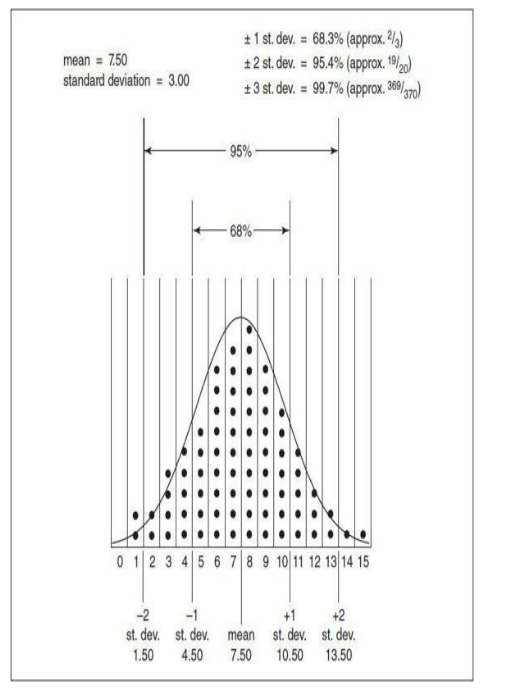 ± 1 st. dev. = 68.3% (approx. 2/3)
mean = 7.50
± 2 st. dev. = 95.4% (approx. 19/20)
standard deviation = 3.00
± 3 st. dev. = 99.7% (approx. 369/370)
95%
68%
0 1 2 3 4 5 6 7 8 9 10 11 12 13 14 15
–2 –1 +1 +2
st. dev. st. dev. mean st. dev. st. dev.
1.50 4.50 7.50 10.50 13.50